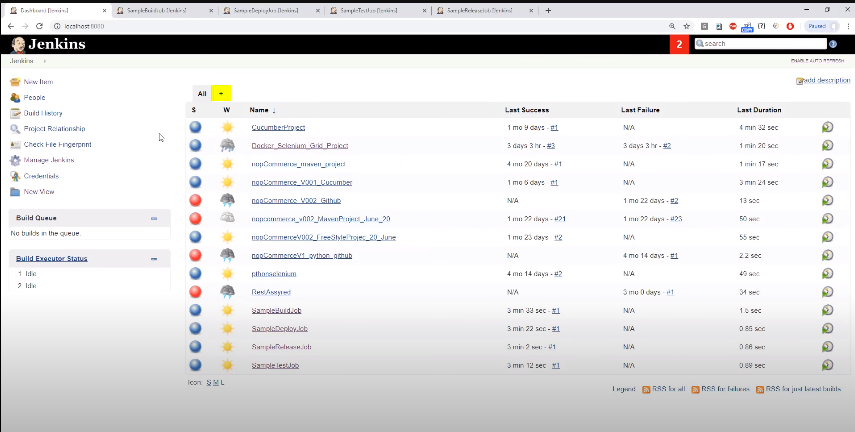 Dashboard [Jenkins] × SampleBuildJob [Jenkins] × SampleDeployJob [Jenkins] × SampleTestJob [Jenkins] × SampleReleaseJob [Jenkins] × +
localhost:8080 Paused
Jenkins 2 search
Jenkins ENABLE AUTO REFRESH
New Item
People
Build History
Project Relationship
Check File Fingerprint
Manage Jenkins
Credentials
New View
Build Queue
No builds in the queue.
Build Executor Status
1 Idle
2 Idle
add description
All +
S W Name ↓ Last Success Last Failure Last Duration
CucumberProject 1 mo 9 days - #1 N/A 4 min 32 sec
Docker_Selenium_Grid_Project 3 days 3 hr - #3 3 days 3 hr - #2 1 min 20 sec
nopCommerce_maven_project 4 mo 20 days - #1 N/A 1 min 17 sec
nopCommerce_V001_Cucumber 1 mo 6 days - #1 N/A 3 min 24 sec
nopCommerce_V002_Github N/A 1 mo 22 days - #2 13 sec
nopcommerce_v002_MavenProject_June_20 1 mo 22 days - #21 1 mo 22 days - #23 50 sec
nopCommerceV002_FreeStyleProjec_20_June 1 mo 23 days - #2 N/A 55 sec
nopCommerceV1_python_github N/A 4 mo 14 days - #1 2.2 sec
pthonselenium 4 mo 14 days - #2 N/A 49 sec
RestAssyred N/A 3 mo 0 days - #1 34 sec
SampleBuildJob 3 min 33 sec - #1 N/A 1.5 sec
SampleDeployJob 3 min 22 sec - #1 N/A 0.85 sec
SampleReleaseJob 3 min 2 sec - #1 N/A 0.86 sec
SampleTestJob 3 min 12 sec - #1 N/A 0.89 sec
Icon: S M L
Legend RSS for all RSS for failures RSS for just latest builds